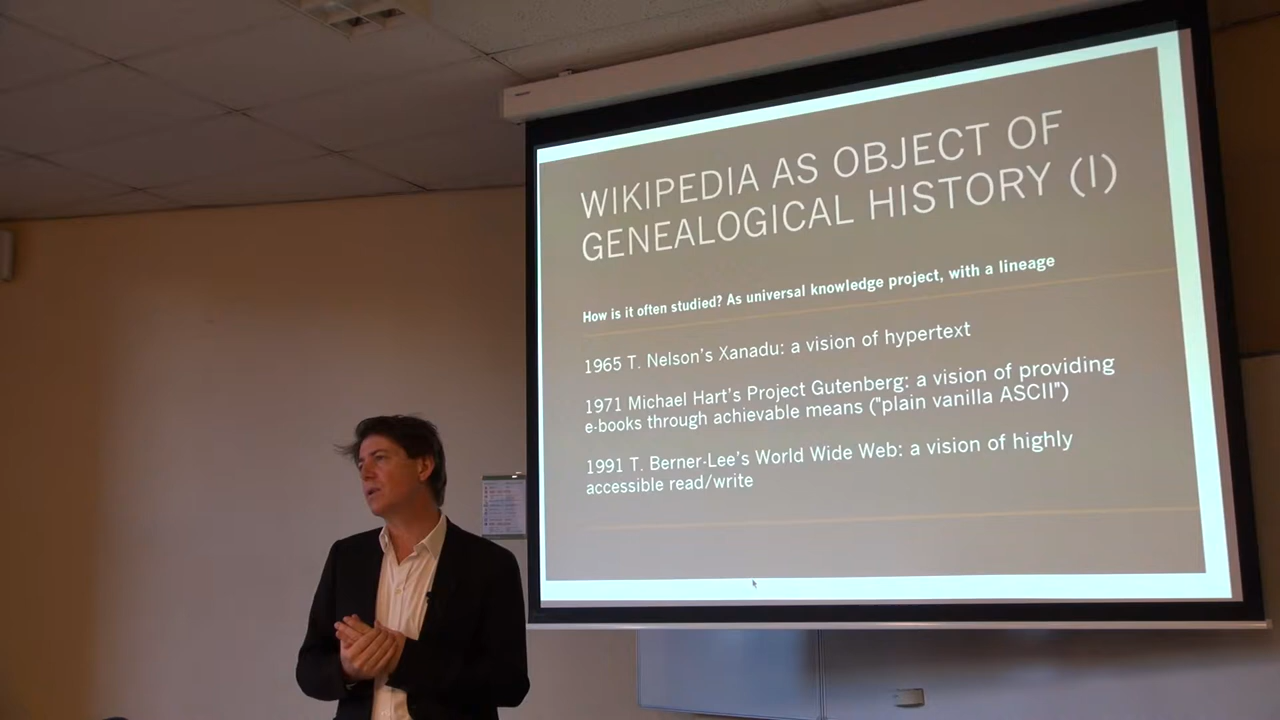 WIKIPEDIA AS OBJECT OF
GENEALOGICAL HISTORY (I)
How is it often studied? As universal knowledge project, with a lineage
1965 T. Nelson's Xanadu: a vision of hypertext
1971 Michael Hart's Project Gutenberg: a vision of providing
e-books through achievable means ("plain vanilla ASCII")
1991 T. Berner-Lee's World Wide Web: a vision of highly
accessible read/write